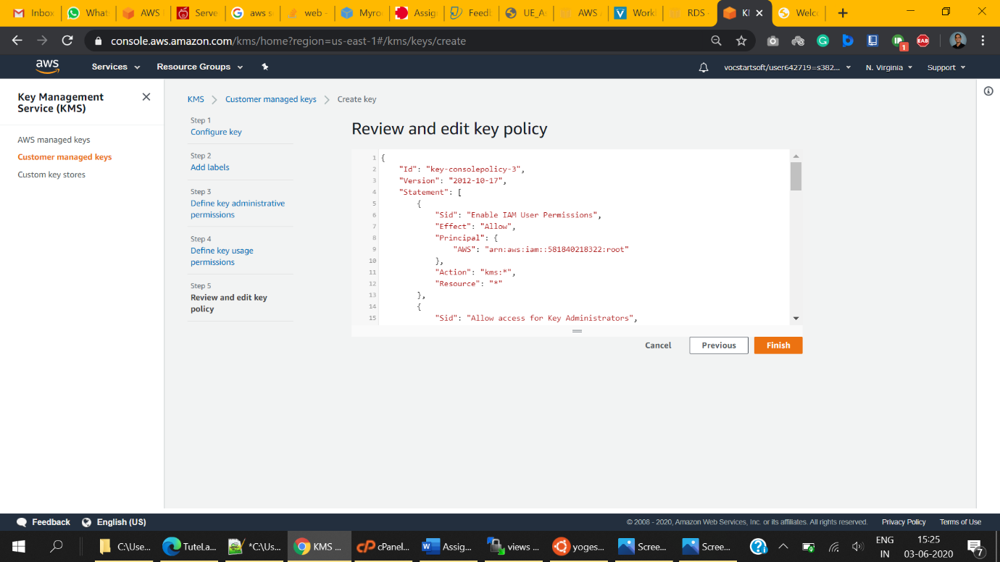 Inbox
What
AWS
Serve
aws s
web -
Myro
Assig
Feedb
UE_A
AWS
Work
RDS
Welc
console.aws.amazon.com/kms/home?region=us-east-1#/kms/keys/create
1
EAB
aws
Services
Resource Groups
vocstartsoft/user642719=s382...
N. Virginia
Support
Key Management
Service (KMS)
AWS managed keys
Customer managed keys
Custom key stores
KMS
Customer managed keys
Create key
Step 1
Configure key
Step 2
Add labels
Step 3
Define key administrative
permissions
Step 4
Define key usage
permissions
Step 5
Review and edit key
policy
Review and edit key policy
1 {
2 "Id": "key-consolepolicy-3",
3 "Version": "2012-10-17",
4 "Statement": [
5 {
6 "Sid": "Enable IAM User Permissions",
7 "Effect": "Allow",
8 "Principal": {
9 "AWS": "arn:aws:iam::581840218322:root"
10 },
11 "Action": "kms:*",
12 "Resource": "*"
13 },
14 {
15 "Sid": "Allow access for Key Administrators",
Cancel
Previous
Finish
Feedback
English (US)
© 2008 - 2020, Amazon Web Services, Inc. or its affiliates. All rights reserved.
Privacy Policy
Terms of Use
C:\Use...
TuteLa...
*C:\Us...
KMS ...
cPanel...
Assig...
views ...
yoges...
Scree...
Scree...
ENG
IN
15:25
03-06-2020
7